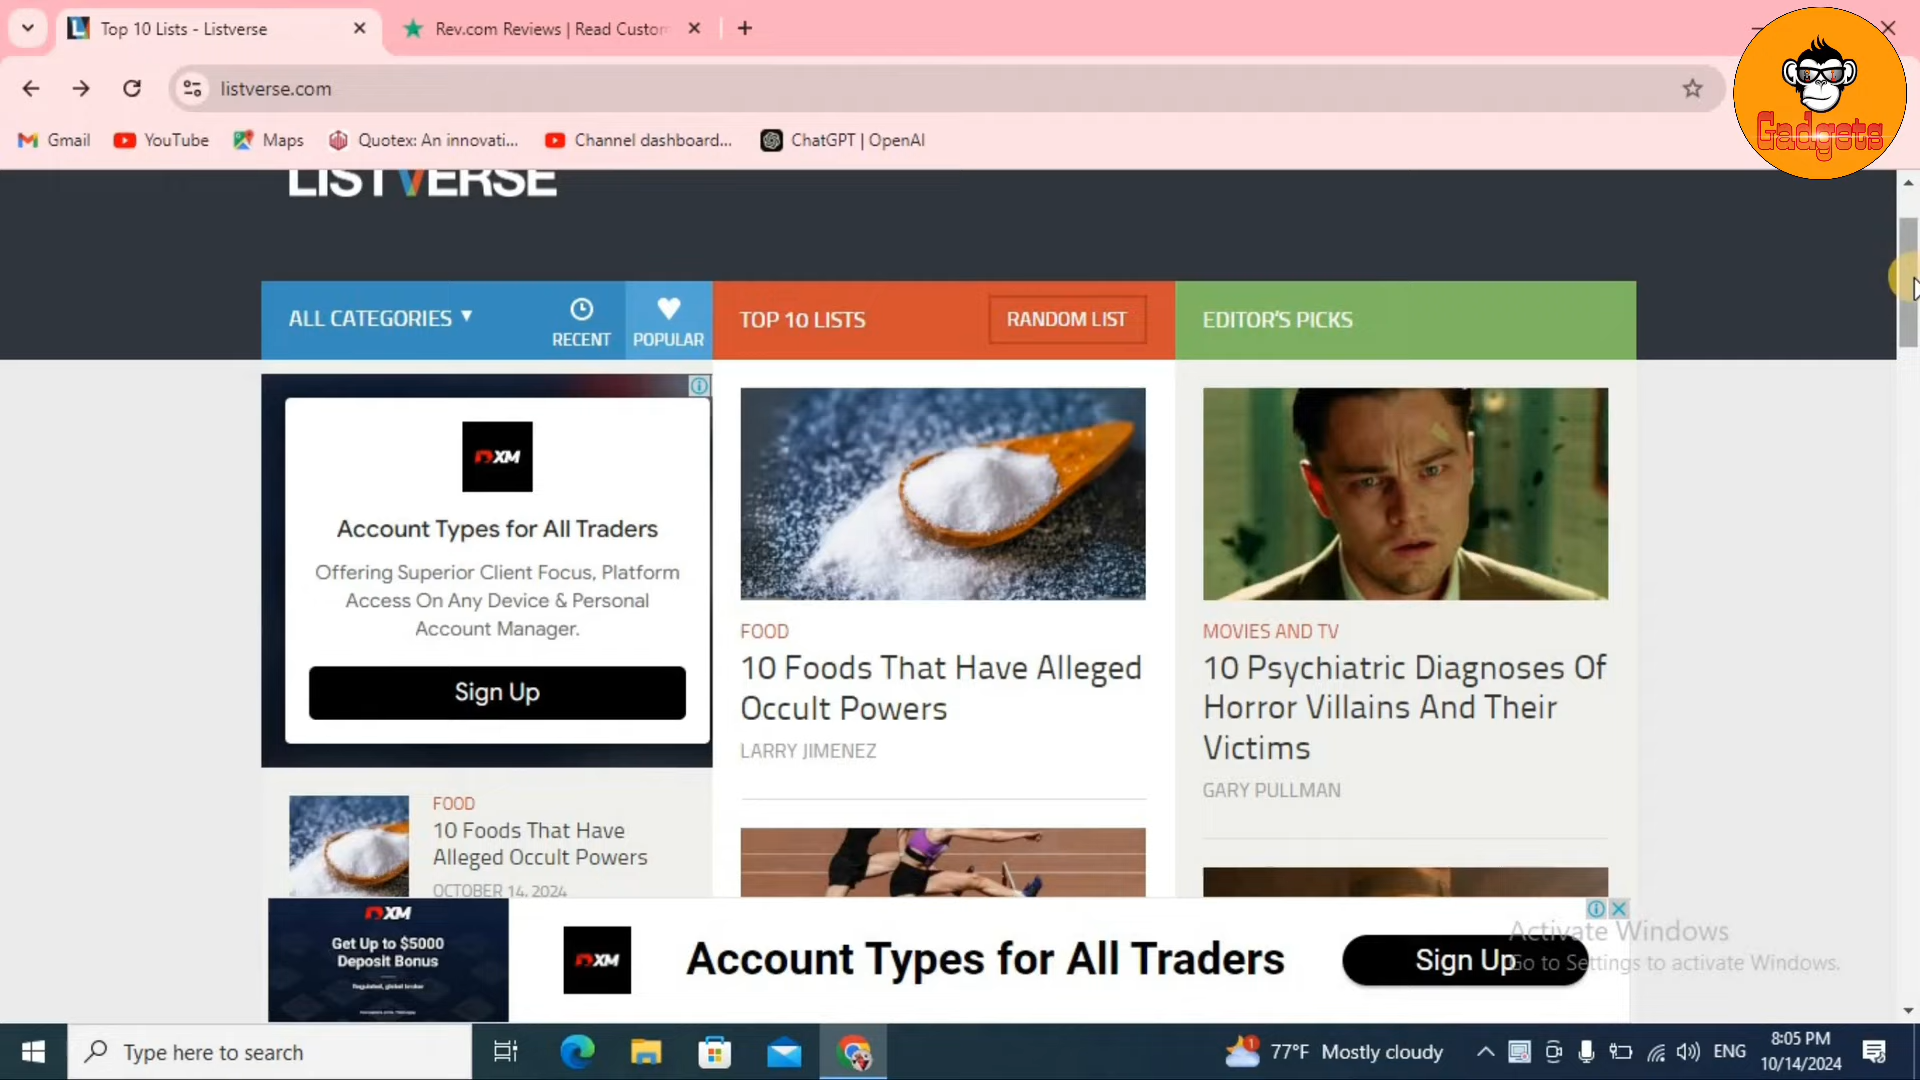 Top 10 Lists - Listverse
Rev.com Reviews | Read Custom
listverse.com
Gmail
YouTube
Maps
Quotex: An innovati...
Channel dashboard...
ChatGPT | OpenAI
Gadgets
LISTVERSE
ALL CATEGORIES
RECENT
POPULAR
TOP 10 LISTS
RANDOM LIST
EDITOR'S PICKS
XM
Account Types for All Traders
Offering Superior Client Focus, Platform
Access On Any Device & Personal
Account Manager.
Sign Up
FOOD
10 Foods That Have
Alleged Occult Powers
OCTOBER 14, 2024
FOOD
10 Foods That Have Alleged
Occult Powers
LARRY JIMENEZ
MOVIES AND TV
10 Psychiatric Diagnoses Of
Horror Villains And Their
Victims
GARY PULLMAN
XM
Get Up to $5000
Deposit Bonus
Regulated, global broker
XM
Account Types for All Traders
Sign Up
Activate Windows
Go to Settings to activate Windows.
Type here to search
1
77°F Mostly cloudy
ENG
8:05 PM
10/14/2024